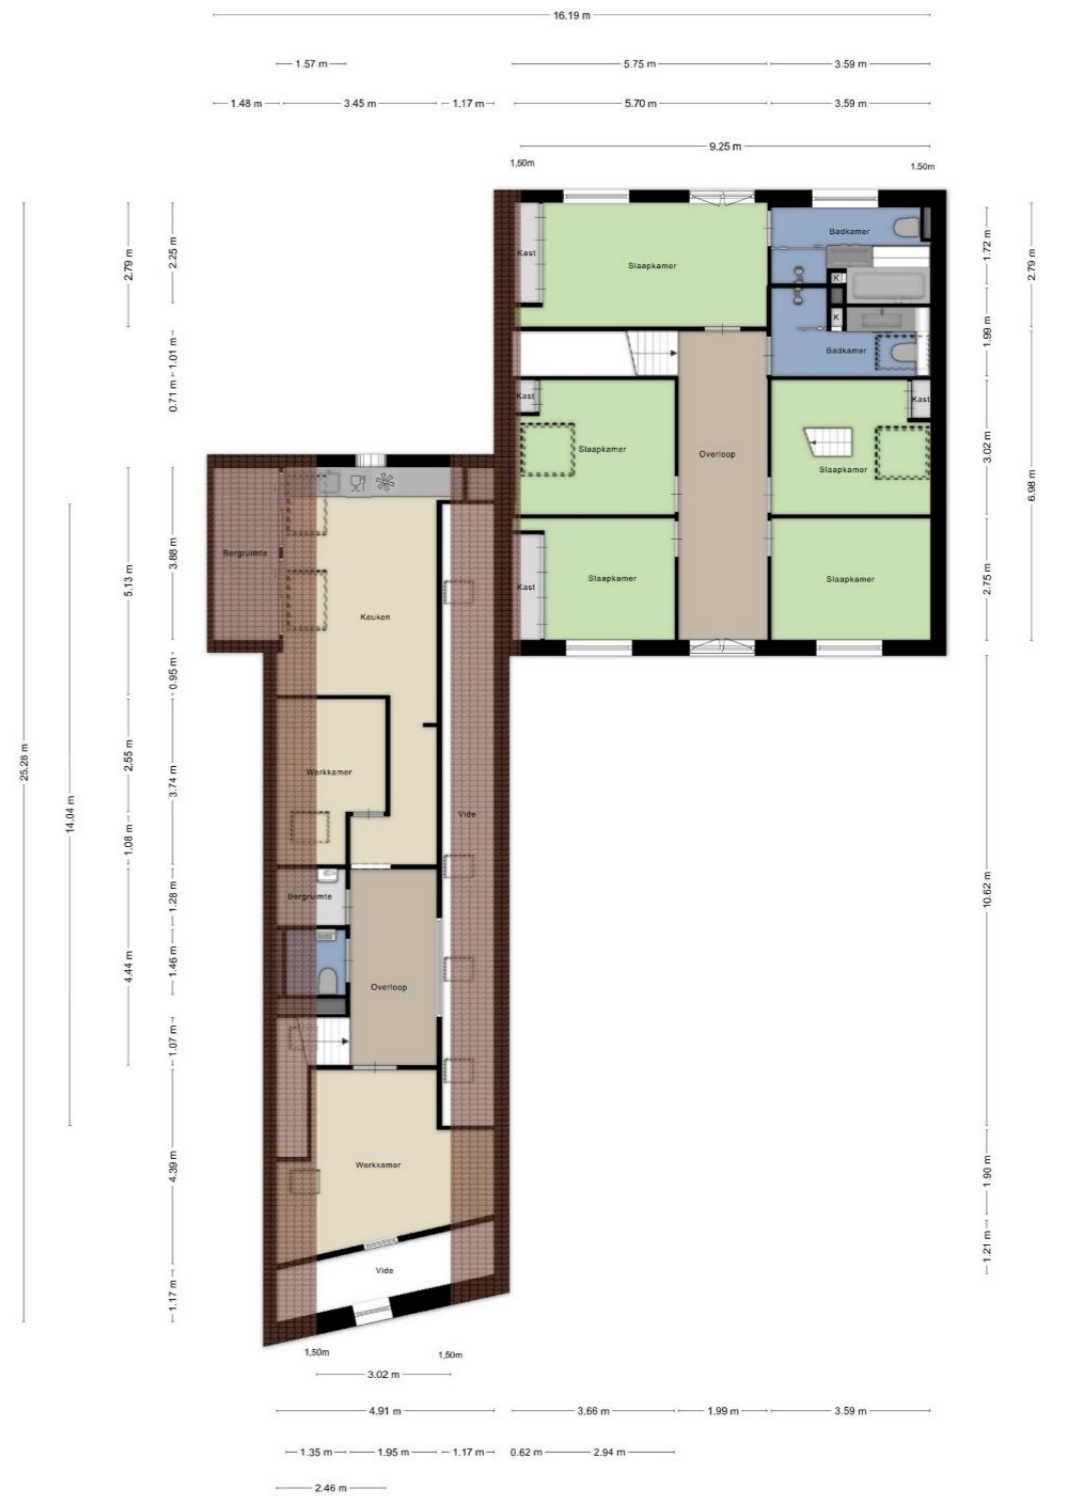 16.19 m
1.57 m
5.75 m
3.59 m
1.48 m
3.45 m
1.17 m
5.70 m
3.59 m
9.25 m
1.50m
1.50m
2.79 m
2.25 m
1.72 m
2.79 m
Kast
Slaapkamer
Badkamer
K
K
1.01 m
0.71 m
1.99 m
Badkamer
Kast
Kast
Slaapkamer
Overloop
Slaapkamer
3.02 m
6.98 m
Bergruimte
3.88 m
5.13 m
Kast
Slaapkamer
Slaapkamer
2.75 m
Keuken
0.95 m
25.28 m
14.04 m
2.55 m
3.74 m
Werkkamer
Vide
1.08 m
1.28 m
Bergruimte
10.62 m
4.44 m
1.46 m
Overloop
1.07 m
4.39 m
Werkkamer
1.90 m
1.21 m
1.17 m
Vide
1.50m
1.50m
3.02 m
4.91 m
3.66 m
1.99 m
3.59 m
1.35 m
1.95 m
1.17 m
0.62 m
2.94 m
2.46 m